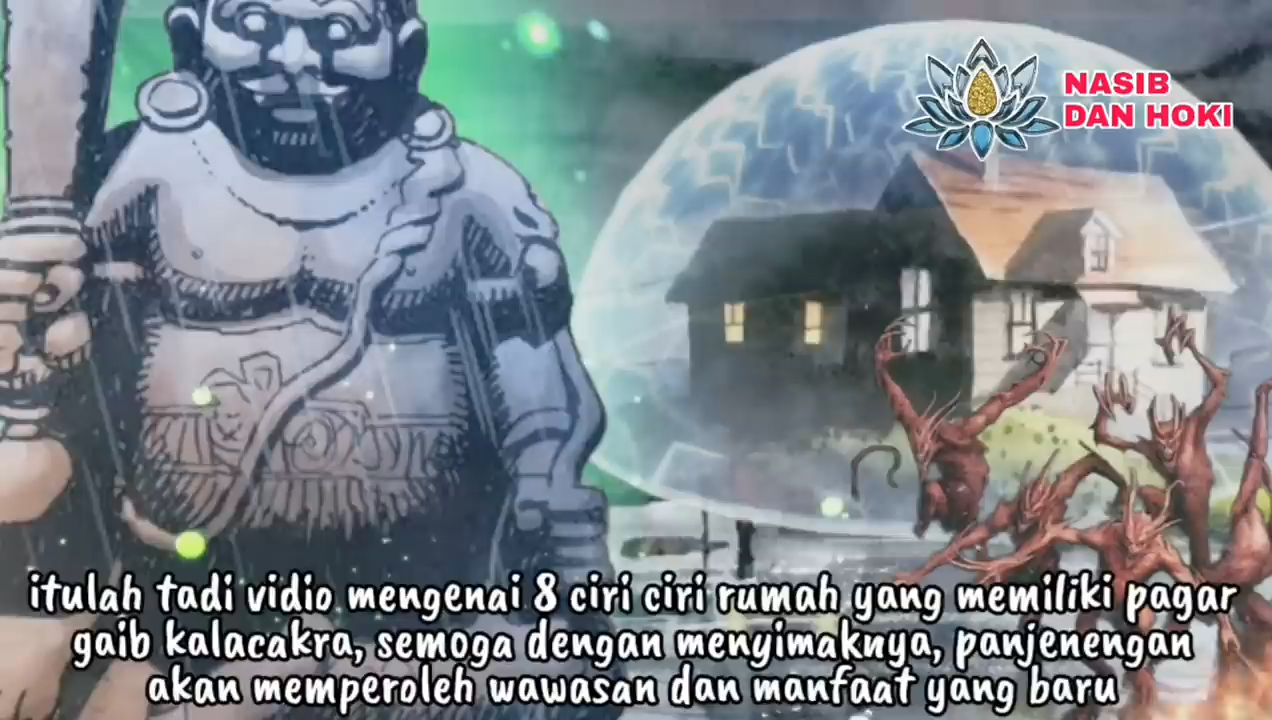 NASIB
DAN HOKI
itulah tadi vidio mengenai 8 ciri ciri rumah yang memiliki pagar
gaib kalacakra, semoga dengan menyimaknya, panjenengan
akan memperoleh wawasan dan manfaat yang baru